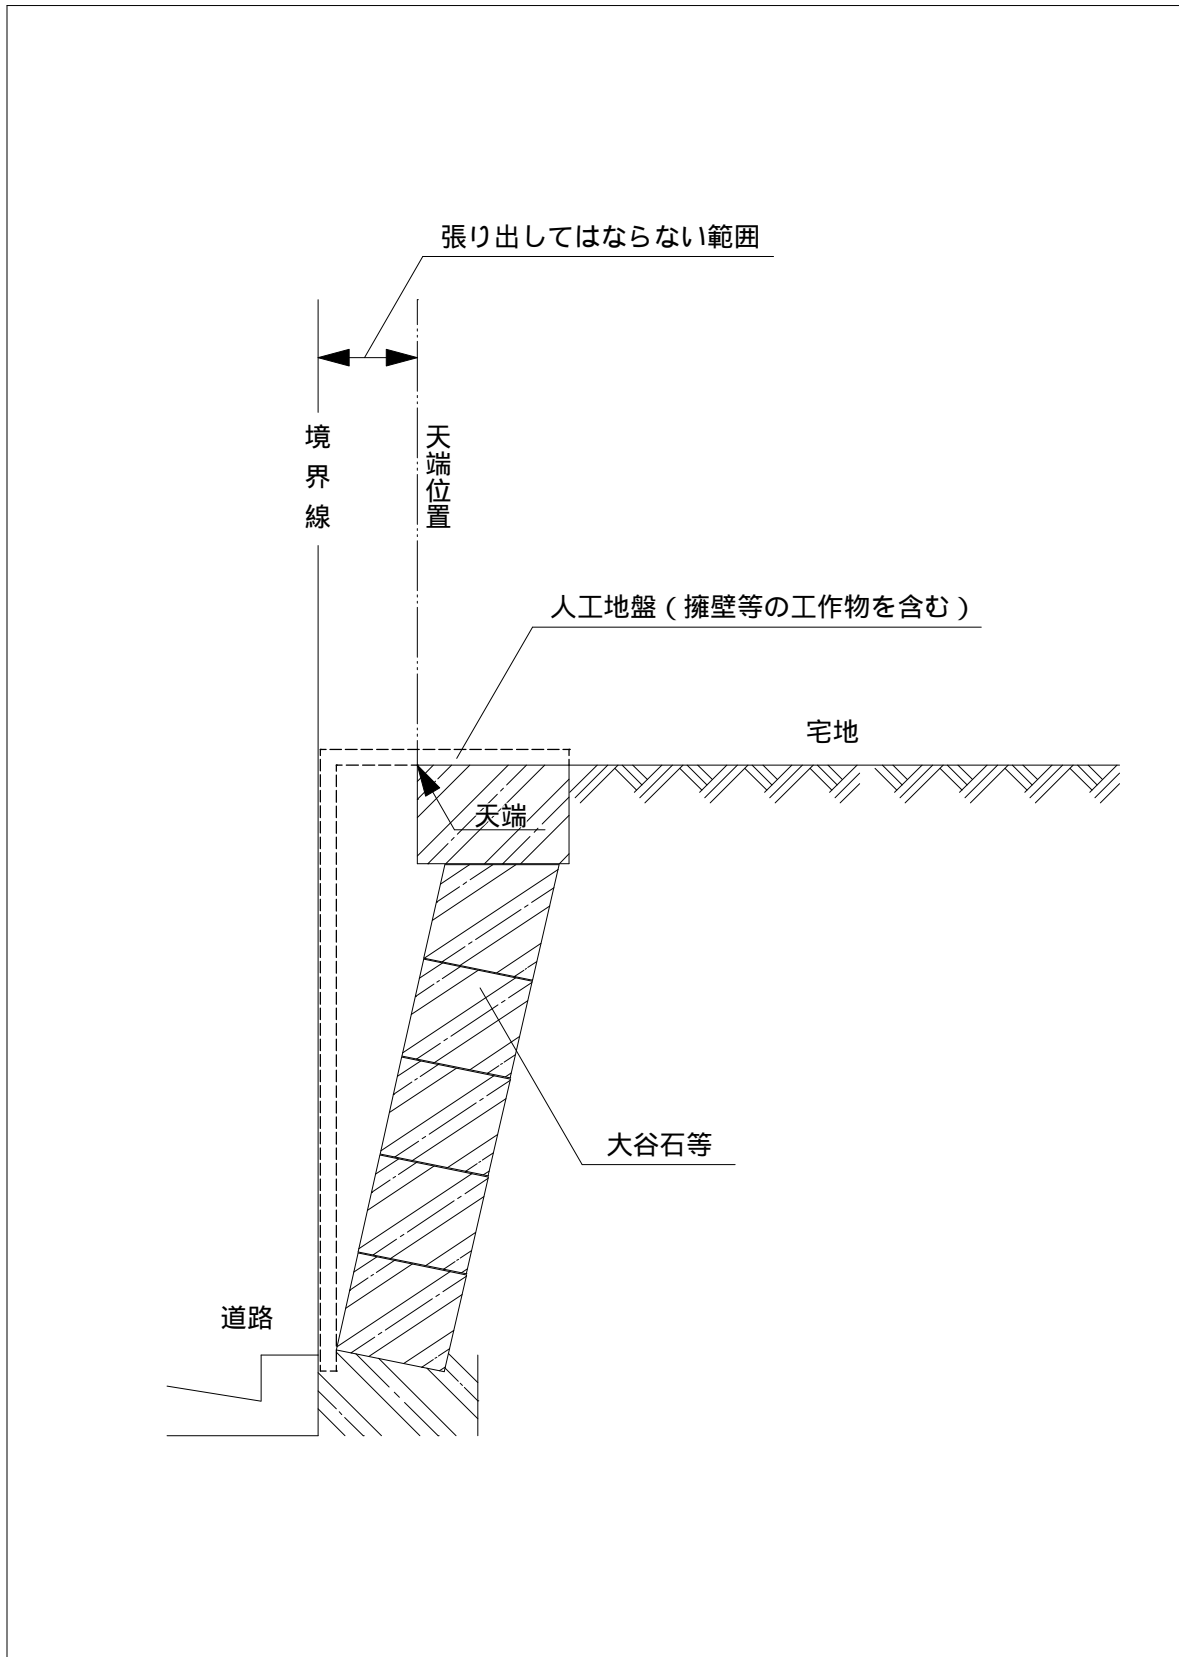 張り出してはならない範囲
境界線
天端位置
人工地盤（擁壁等の工作物を含む）
宅地
天端
大谷石等
道路